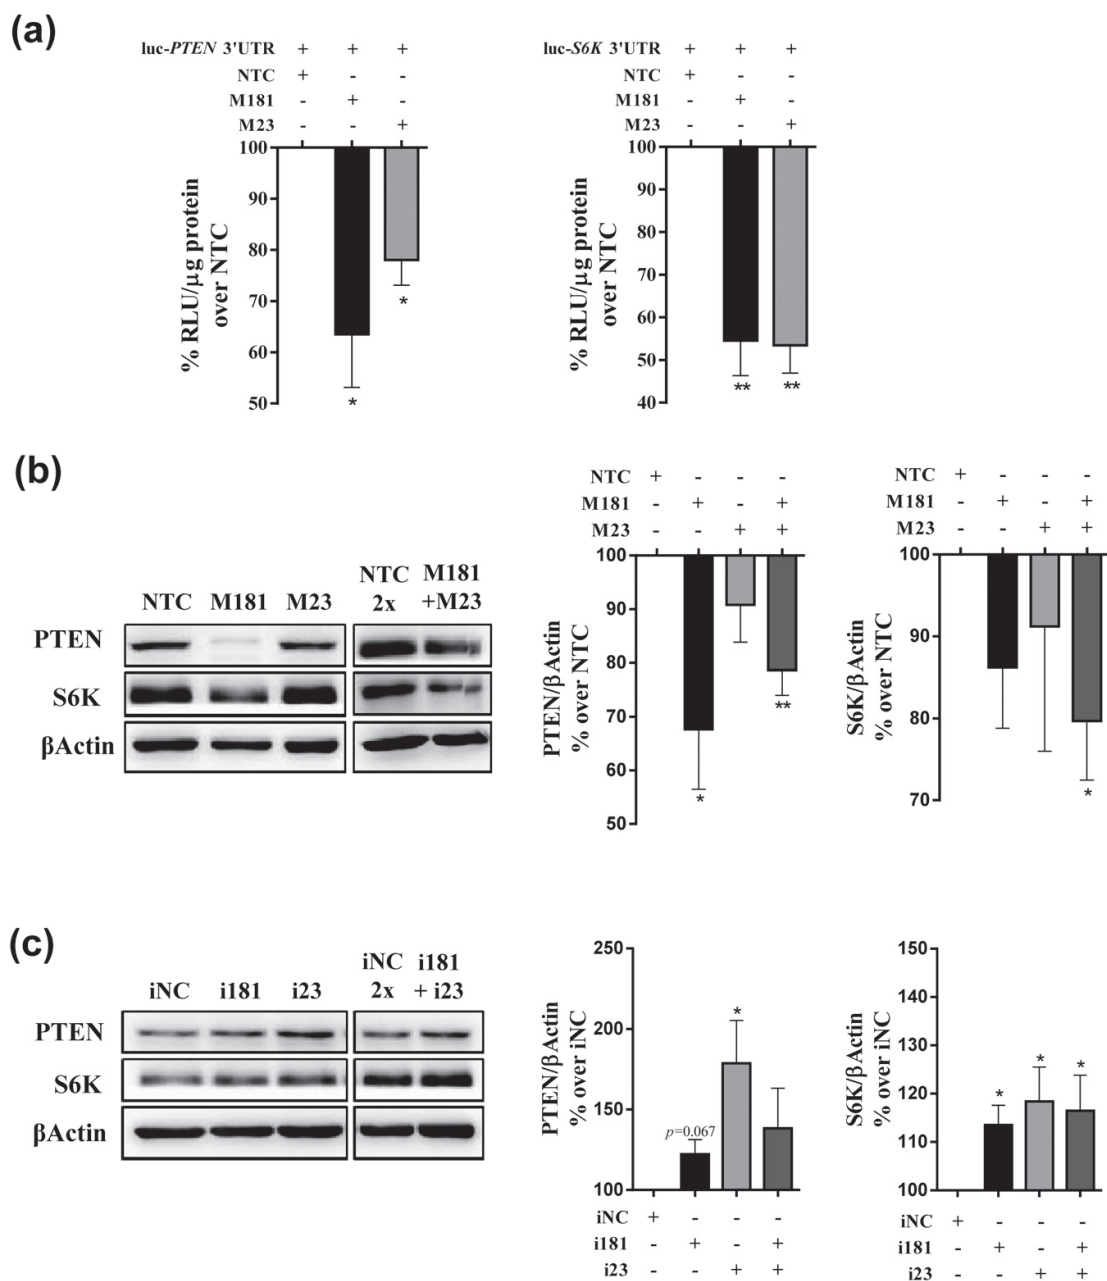 (a)
luc-PTEN 3'UTR + + +
NTC + - -
M181 - + -
M23 - - +
100
90
80
70
60
50
% RLU/μg protein
over NTC
*
*
luc-S6K 3'UTR + + +
NTC + - -
M181 - + -
M23 - - +
100
90
80
70
60
50
40
% RLU/μg protein
over NTC
**
**
(b)
NTC M181 M23
NTC
2x
M181
+M23
PTEN
S6K
βActin
NTC + - - -
M181 - + - +
M23 - - + +
100
90
80
70
60
50
PTEN/βActin
% over NTC
*
**
NTC + - - -
M181 - + - +
M23 - - + +
100
90
80
70
S6K/βActin
% over NTC
*
(c)
iNC i181 i23
iNC
2x
i181
+ i23
PTEN
S6K
βActin
250
200
150
100
PTEN/βActin
% over iNC
p=0.067
*
iNC + - - -
i181 - + - +
i23 - - + +
150
140
130
120
110
100
S6K/βActin
% over iNC
*
*
*
iNC + - - -
i181 - + - +
i23 - - + +